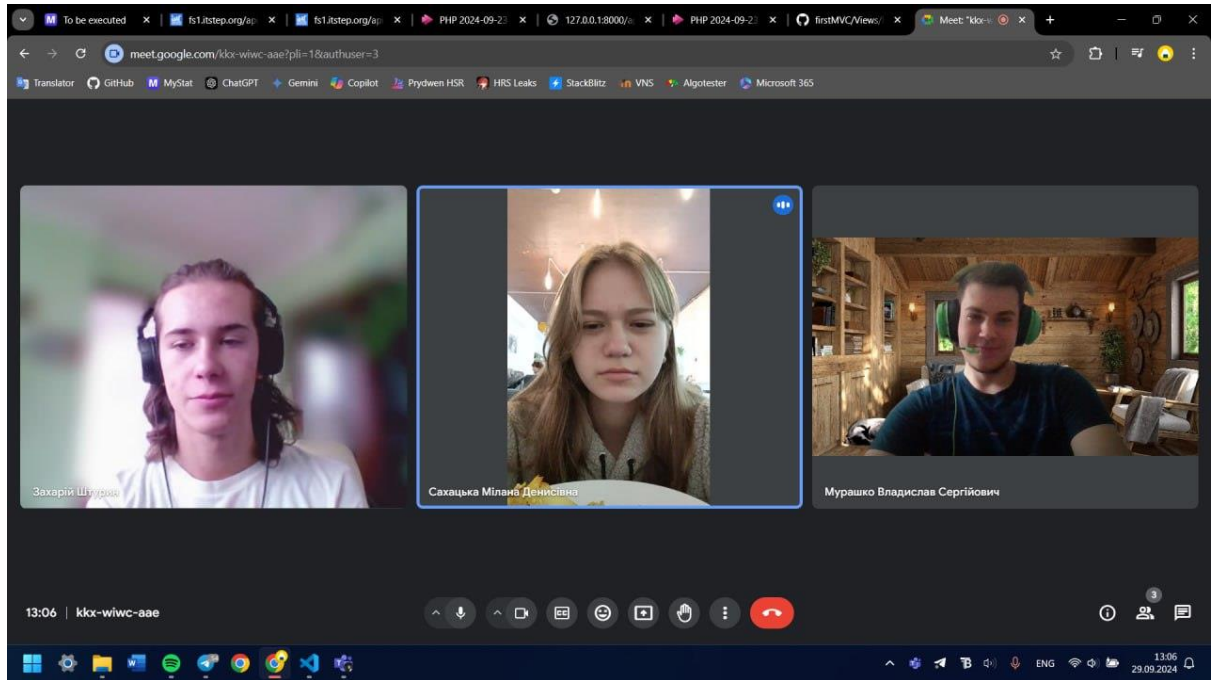 To be executed
fs1.itstep.org/ap
fs1.itstep.org/ap
PHP 2024-09-23
127.0.0.1:8000/a
PHP 2024-09-23
firstMVC/Views/
Meet: "kkx-w
meet.google.com/kkx-wiwc-aae?pli=1&authuser=3
Translator
GitHub
MyStat
ChatGPT
Gemini
Copilot
Prydwen HSR
HRS Leaks
StackBlitz
VNS
Algotester
Microsoft 365
Захарій Штурин
Сахацька Мілана Денисівна
Мурашко Владислав Сергійович
13:06 | kkx-wiwc-aae
CC
3
ENG
13:06
29.09.2024